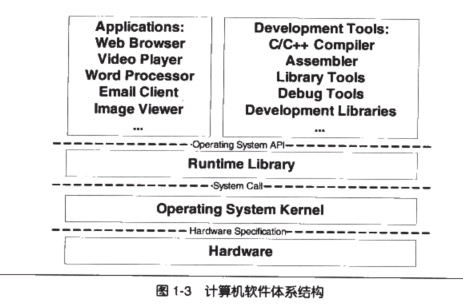 Applications:
Web Browser
Video Player
Word Processor
Email Client
Image Viewer
...
Development Tools:
C/C++ Compiler
Assembler
Library Tools
Debug Tools
Development Libraries
...
Operating System API
Runtime Library
System Call
Operating System Kernel
Hardware Specification
Hardware
图 1-3 计算机软件体系结构